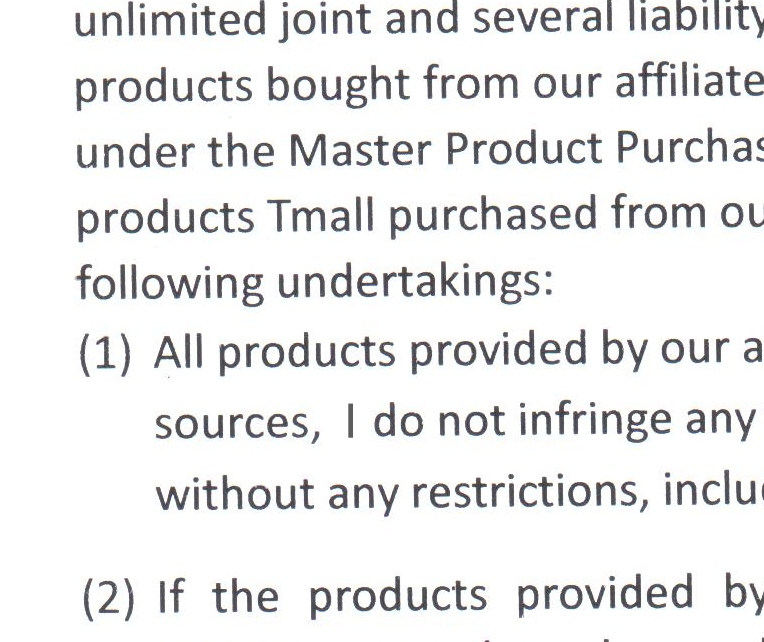 unlimited joint and several liability
products bought from our affiliate
under the Master Product Purchas
products Tmall purchased from ou
following undertakings:
(1) All products provided by our a
sources, I do not infringe any
without any restrictions, inclu
(2) If the products provided by